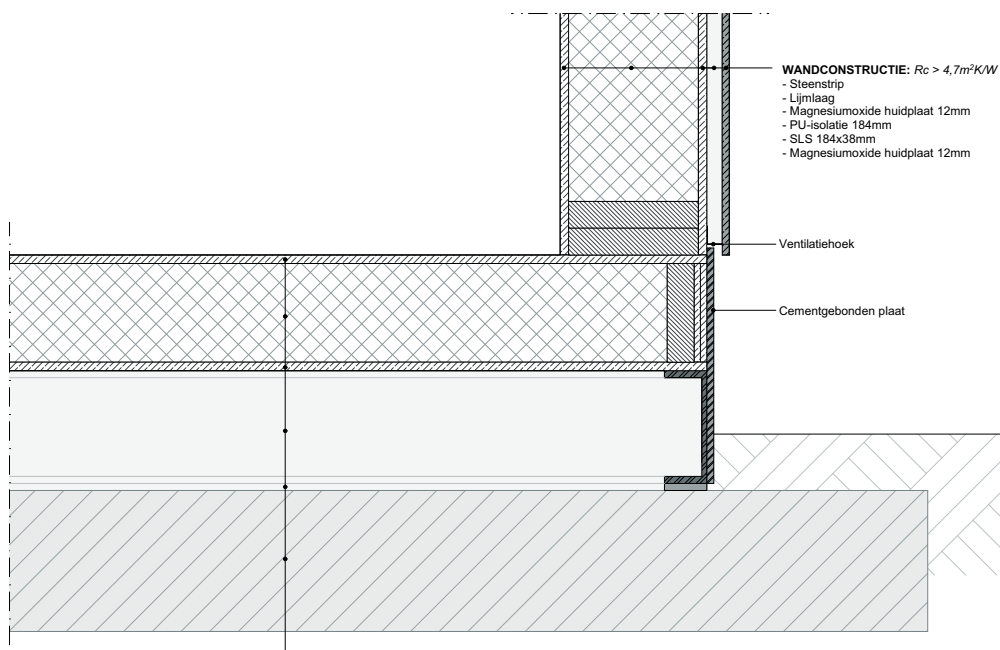 WANDCONSTRUCTIE: Rc > 4,7m²K/W
- Steenstrip
- Lijmlaag
- Magnesiumoxide huidplaat 12mm
- PU-isolatie 184mm
- SLS 184x38mm
- Magnesiumoxide huidplaat 12mm
Ventilatiehoek
Cementgebonden plaat